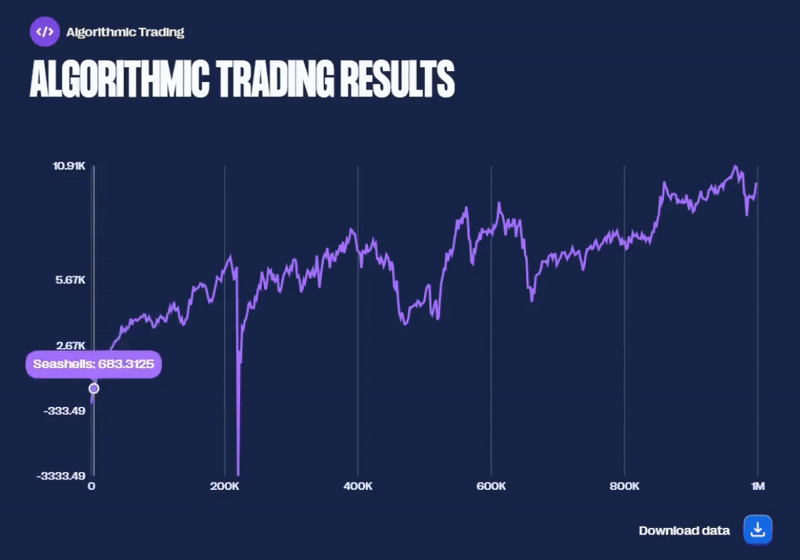 Algorithmic Trading
ALGORITHMIC TRADING RESULTS
10.91K
5.67K
2.67K
Seashells: 683.3125
-333.49
-3333.49
0 200K 400K 600K 800K 1M
Download data